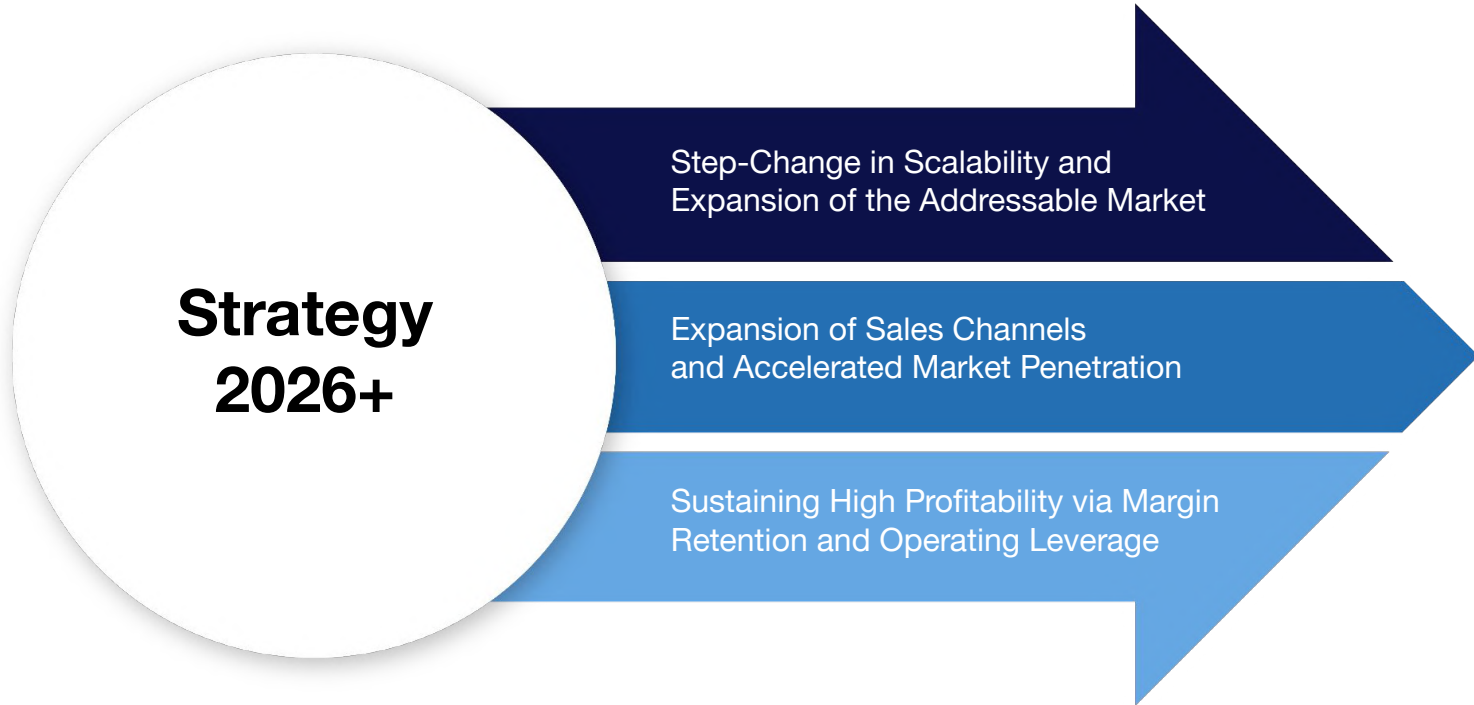 Strategy
2026+
Step-Change in Scalability and
Expansion of the Addressable Market
Expansion of Sales Channels
and Accelerated Market Penetration
Sustaining High Profitability via Margin
Retention and Operating Leverage